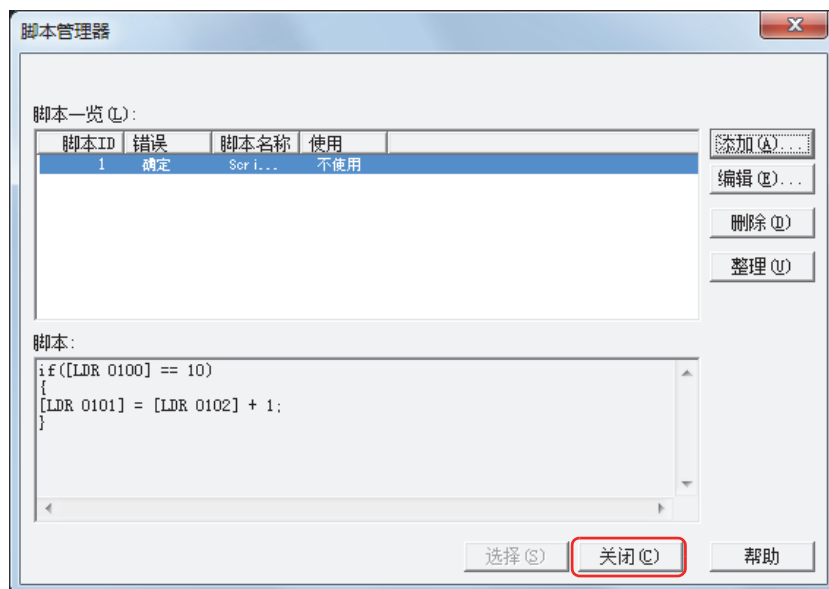 脚本管理器
脚本一览(L):
脚本ID 错误 脚本名称 使用
1 确定 Scri... 不使用
添加(A)...
编辑(E)...
删除(D)
整理(U)
脚本:
if([LDR 0100] == 10)
{
[LDR 0101] = [LDR 0102] + 1;
}
选择(S) 关闭(C) 帮助